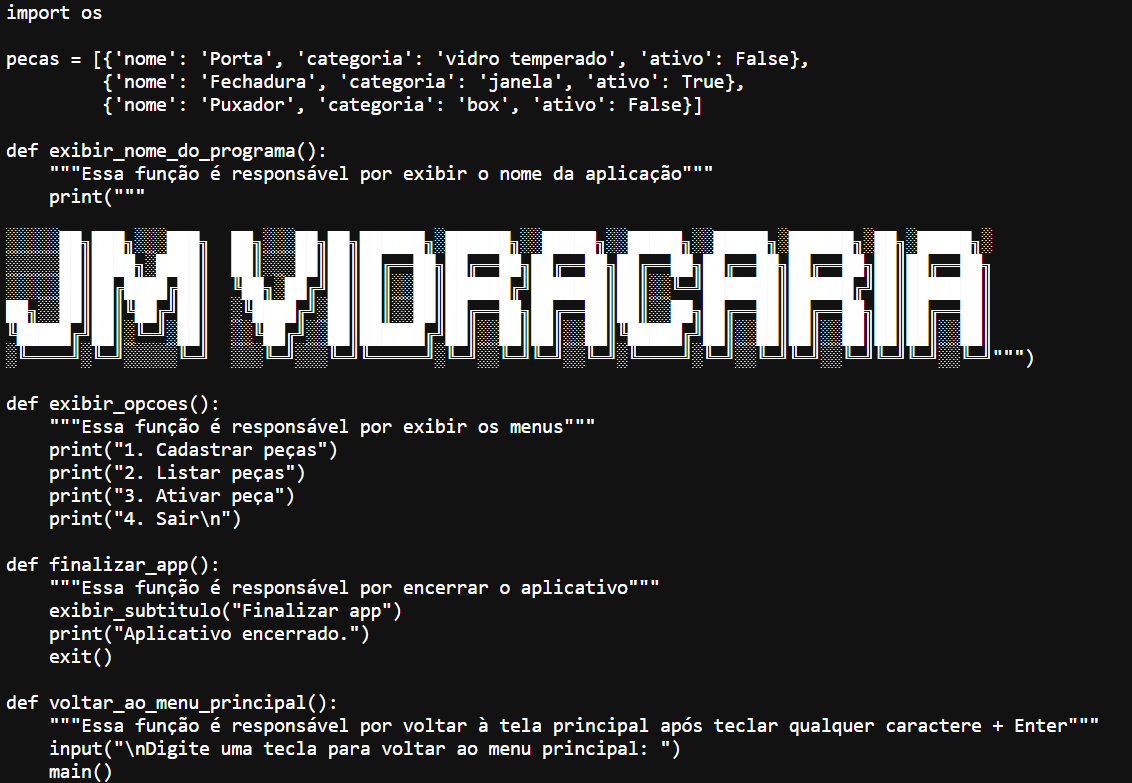 import os
pecas = [{'nome': 'Porta', 'categoria': 'vidro temperado', 'ativo': False},
{'nome': 'Fechadura', 'categoria': 'janela', 'ativo': True},
{'nome': 'Puxador', 'categoria': 'box', 'ativo': False}]
def exibir_nome_do_programa():
"""Essa função é responsável por exibir o nome da aplicação"""
print("""
JM VIDRAÇARIA""")
def exibir_opcoes():
"""Essa função é responsável por exibir os menus"""
print("1. Cadastrar peças")
print("2. Listar peças")
print("3. Ativar peça")
print("4. Sair\n")
def finalizar_app():
"""Essa função é responsável por encerrar o aplicativo"""
exibir_subtitulo("Finalizar app")
print("Aplicativo encerrado.")
exit()
def voltar_ao_menu_principal():
"""Essa função é responsável por voltar à tela principal após teclar qualquer caractere + Enter"""
input("\nDigite uma tecla para voltar ao menu principal: ")
main()